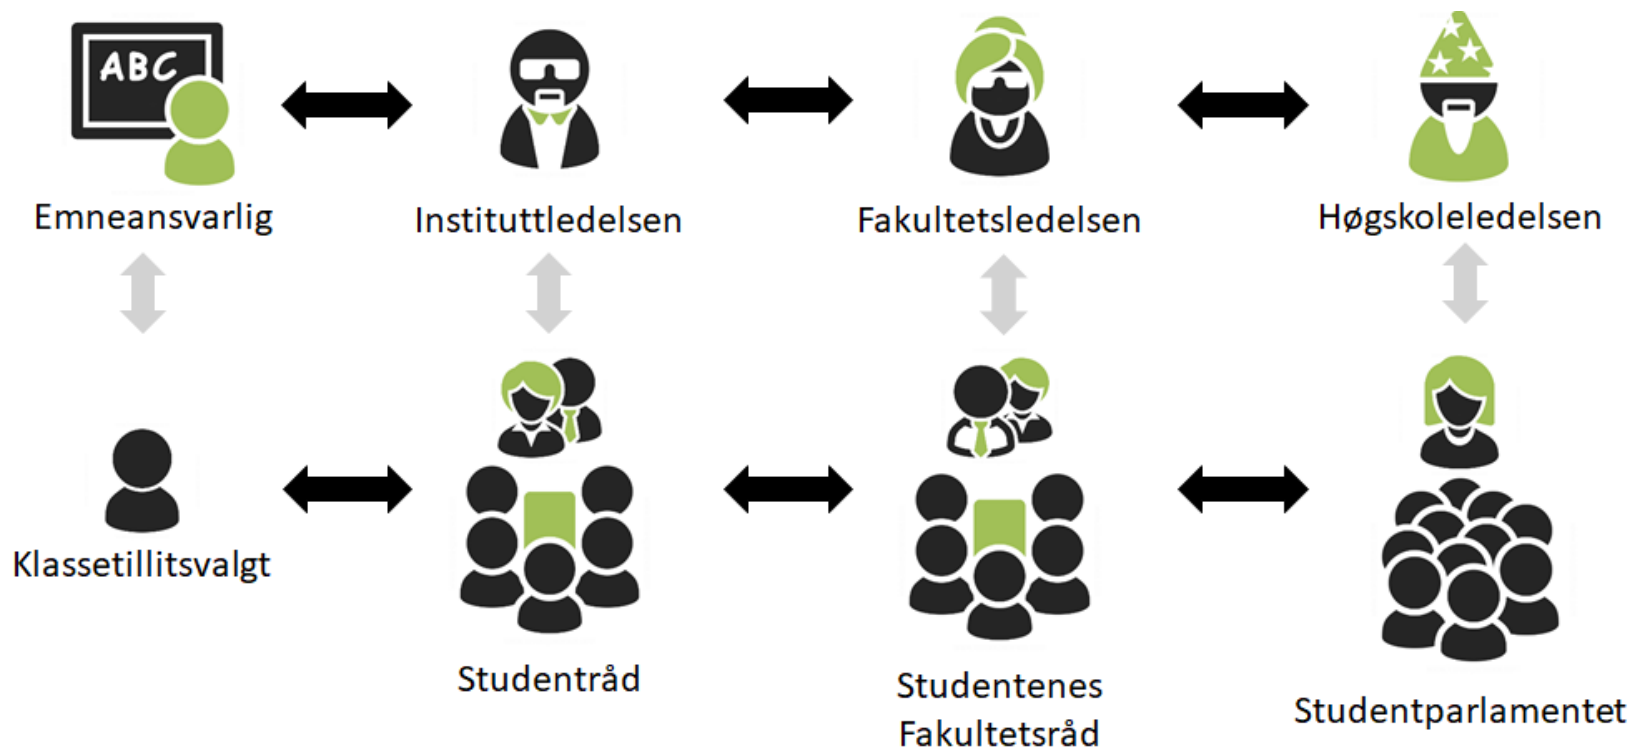 ABC
Emneansvarlig
Instituttledelsen
Fakultetsledelsen
Høgskoleledelsen
Klassetillitsvalgt
Studentråd
Studentenes
Fakultetsråd
Studentparlamentet